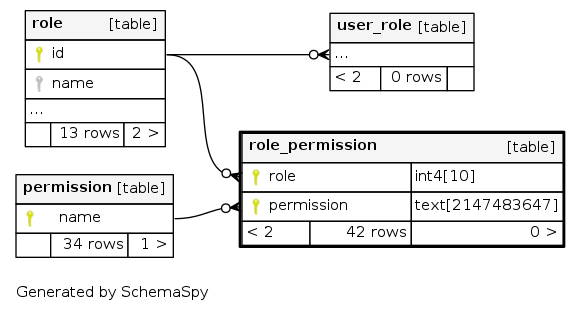 role [table]
id
name
...
13 rows 2 >
user_role [table]
...
< 2 0 rows
role_permission [table]
role int4[10]
permission text[2147483647]
< 2 42 rows 0 >
permission [table]
name
34 rows 1 >
Generated by SchemaSpy